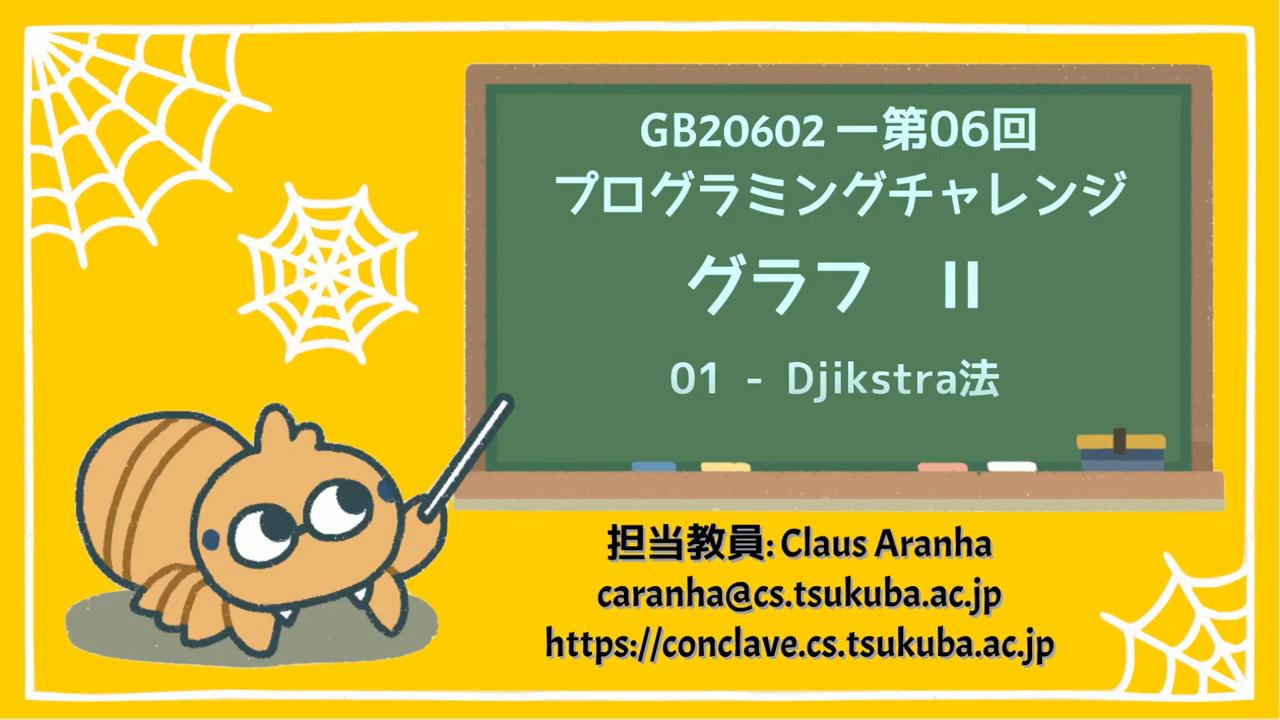 GB20602 ー第06回
プログラミングチャレンジ
グラフ　II
01 - Djikstra法
担当教員: Claus Aranha
caranha@cs.tsukuba.ac.jp
https://conclave.cs.tsukuba.ac.jp